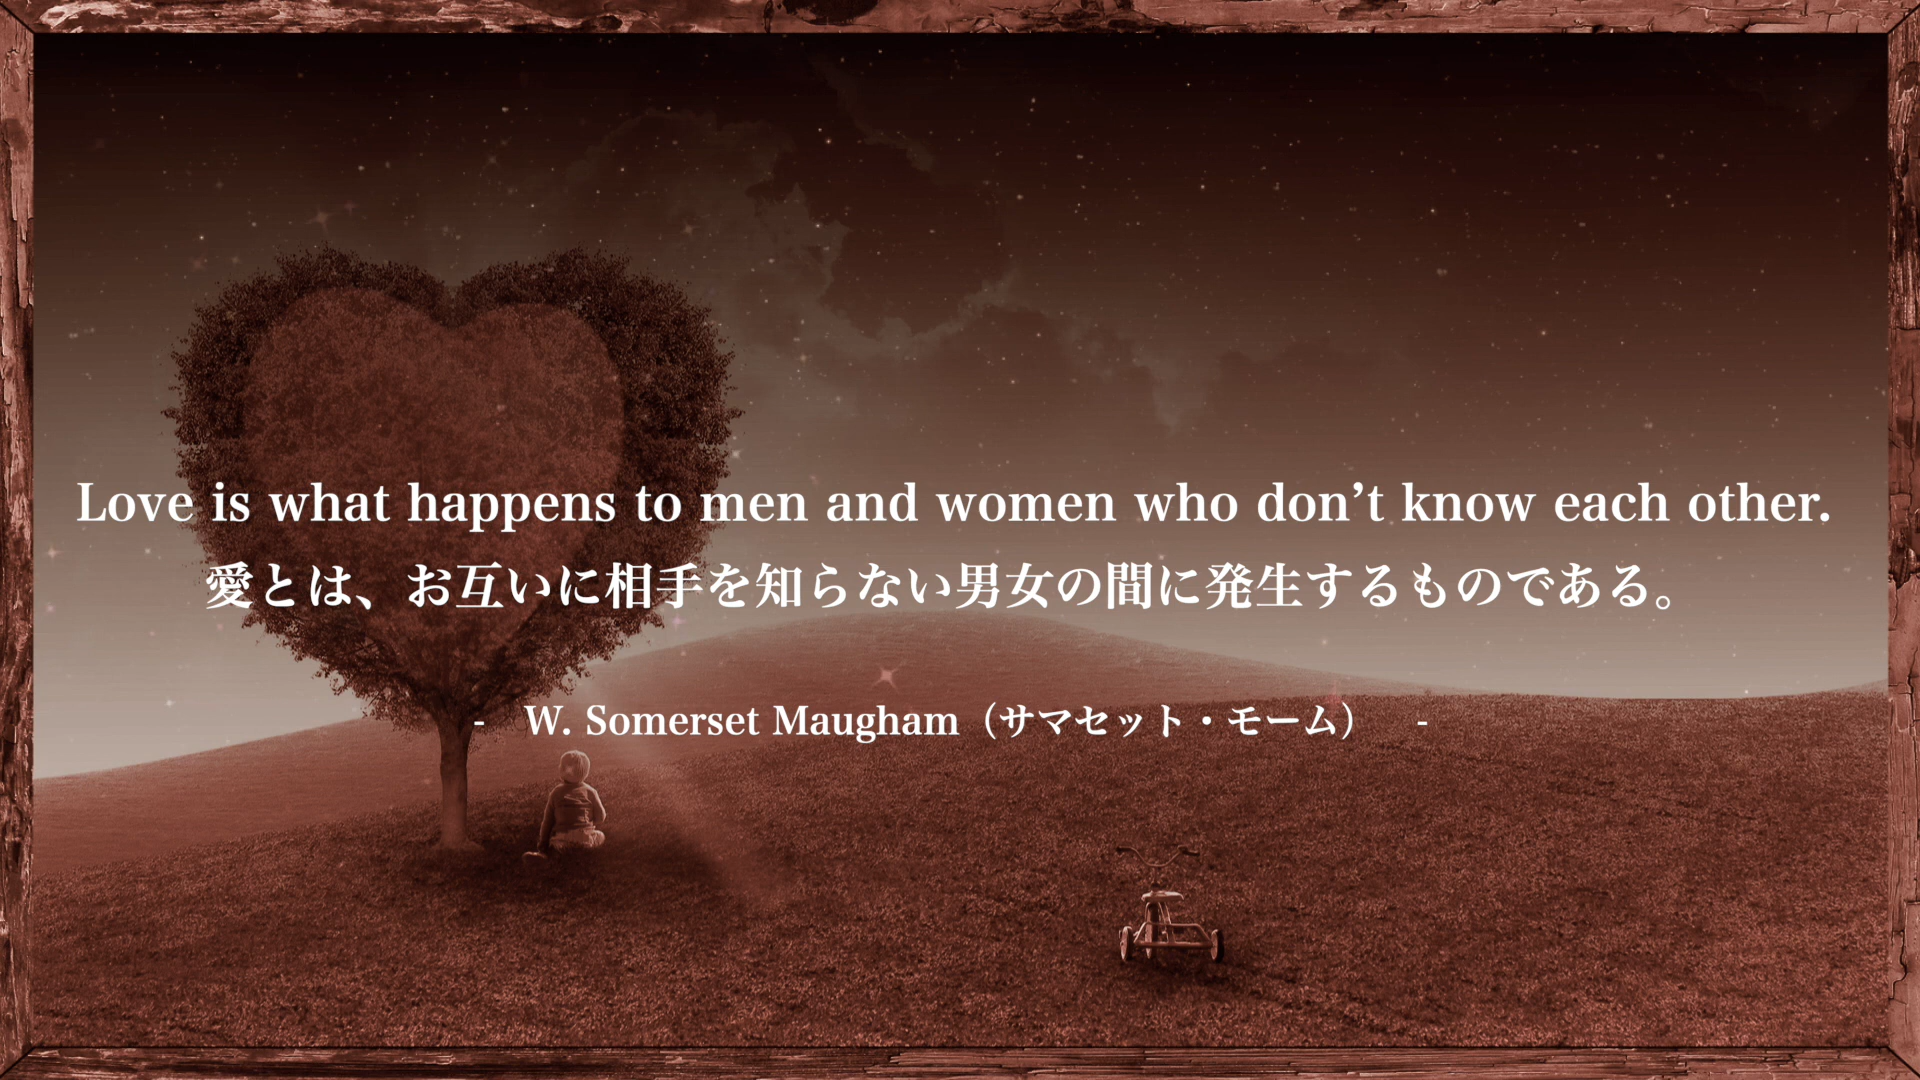 Love is what happens to men and women who don’t know each other.
愛とは、お互いに相手を知らない男女の間に発生するものである。
-　W. Somerset Maugham（サマセット・モーム）　-